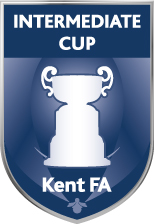 INTERMEDIATE
CUP
Kent FA